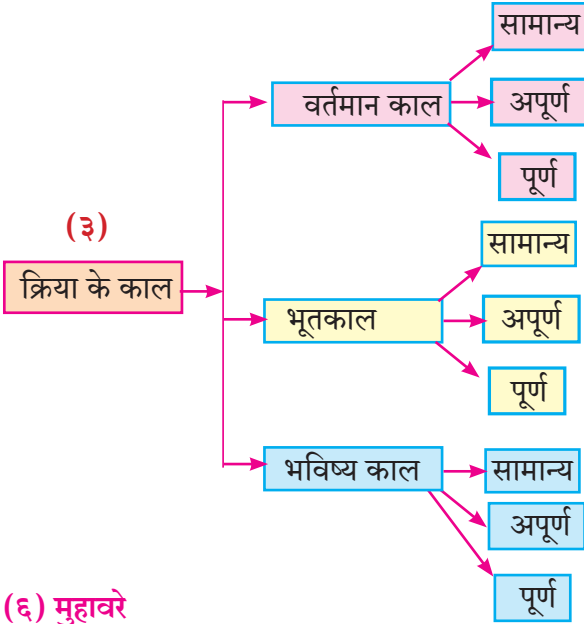 सामान्य
वर्तमान काल
अपूर्ण
पूर्ण
(३)
क्रिया के काल
सामान्य
भूतकाल
अपूर्ण
पूर्ण
भविष्य काल
सामान्य
अपूर्ण
पूर्ण
(६) मुहावरे